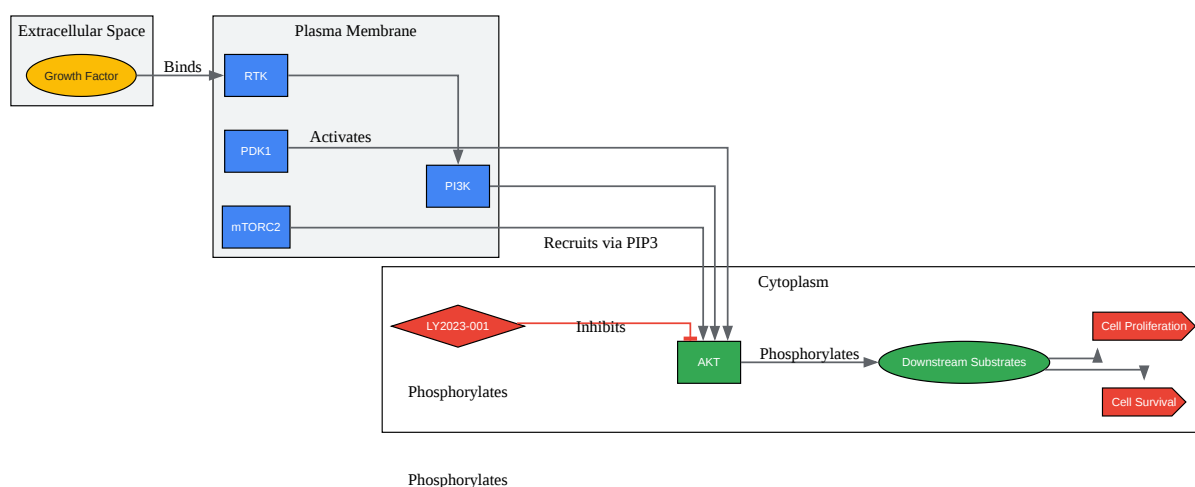 Extracellular Space
Plasma Membrane
Growth Factor
Binds
RTK
Activates
PDK1
PI3K
mTORC2
Recruits via PIP3
Cytoplasm
LY2023-001
Inhibits
Cell Proliferation
AKT
Phosphorylates
Downstream Substrates
Phosphorylates
Cell Survival
Phosphorylates